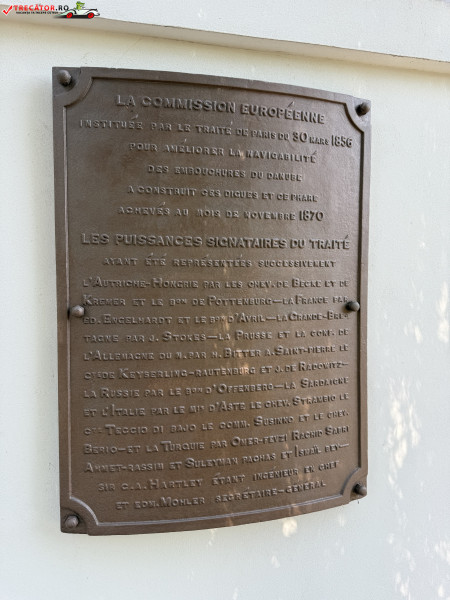 TRECATOR.RO
LA COMMISSION EUROPÉENNE
INSTITUÉE PAR LE TRAITÉ DE PARIS DU 30 MARS 1856
POUR AMÉLIORER LA NAVIGABILITÉ
DES EMBOUCHURES DU DANUBE
A CONSTRUIT CES DIGUES ET CE PHARE
ACHEVÉS AU MOIS DE NOVEMBRE 1870
LES PUISSANCES SIGNATAIRES DU TRAITÉ
AYANT ÉTÉ REPRÉSENTÉES SUCCESSIVEMENT
L'AUTRICHE-HONGRIE PAR LES CHEV. DE BECKE ET DE
KREMER ET LE BON DE POTTENBURG—LA FRANCE PAR
ED. ENGELHARDT ET LE BON D'AVRIL—LA GRANDE-BRE-
TAGNE PAR J. STOKES—LA PRUSSE ET LA CONF. DE
L'ALLEMAGNE DU N. PAR H. BITTER A. SAINT-PIERRE LE
CTE DE KEYSERLING-RAUTENBURG ET J. DE RADOWITZ—
LA RUSSIE PAR LE BON D'OFFENBERG—LA SARDAIGNE
ET L'ITALIE PAR LE MIS D'ASTE LE CHEV. STRAMBIO LE
CTE TEGGIO DI BAJO LE COMM. SUSINNO ET LE CHEV.
BERIO—ET LA TURQUIE PAR OMER-FEVZI RACHID SABRI
AHMET-RASSIM ET SULEYMAN PACHAS ET ISRAÏL BEY—
SIR C.A. HARTLEY ÉTANT INGÉNIEUR EN CHEF
ET EDM. MOHLER SECRÉTAIRE-GÉNÉRAL